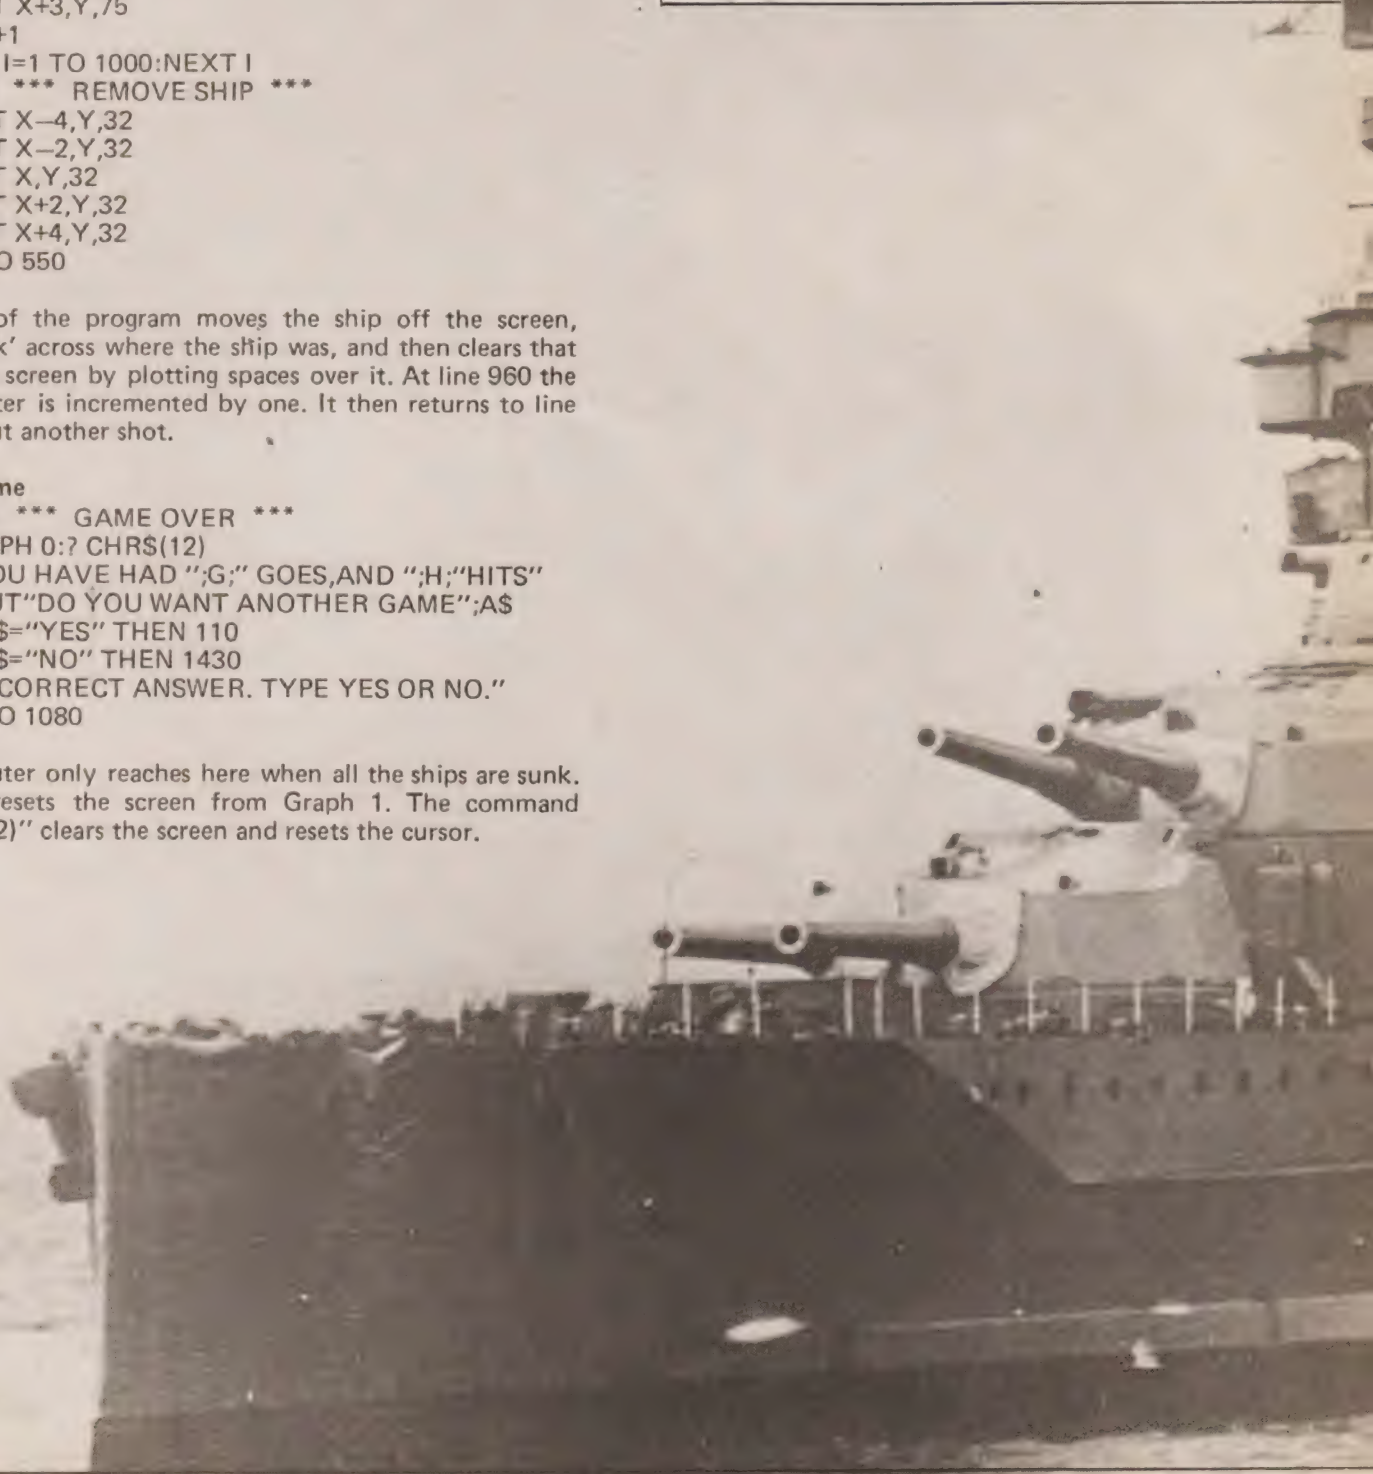 T X+3,Y,75
+1
I=1 TO 1000:NEXT I
*** REMOVE SHIP ***
T X—4,Y,32
T X—2,Y,32
T X,Y,32
T X+2,Y,32
T X+4,Y,32
O 550
of the program moves the ship off the screen,
k' across where the ship was, and then clears that
screen by plotting spaces over it. At line 960 the
ter is incremented by one. It then returns to line
ut another shot.
me
*** GAME OVER ***
PH 0:? CHR$(12)
OU HAVE HAD ";G;" GOES,AND ";H;"HITS"
UT"DO YOU WANT ANOTHER GAME";A$
$="YES" THEN 110
$="NO" THEN 1430
CORRECT ANSWER. TYPE YES OR NO."
O 1080
uter only reaches here when all the ships are sunk.
resets the screen from Graph 1. The command
2)" clears the screen and resets the cursor.